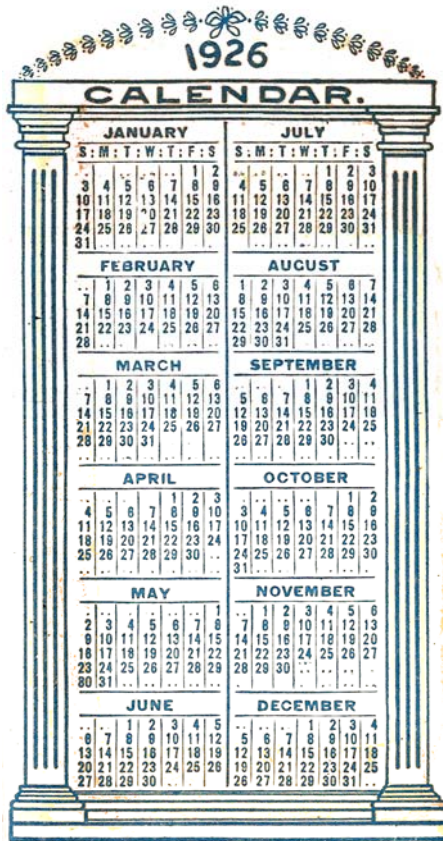 1926
CALENDAR.
JANUARY
S : M : T : W : T : F : S
1 2
3 4 5 6 7 8 9
10 11 12 13 14 15 16
17 18 19 20 21 22 23
24 25 26 27 28 29 30
31
FEBRUARY
1 2 3 4 5 6
7 8 9 10 11 12 13
14 15 16 17 18 19 20
21 22 23 24 25 26 27
28
MARCH
1 2 3 4 5 6
7 8 9 10 11 12 13
14 15 16 17 18 19 20
21 22 23 24 25 26 27
28 29 30 31
APRIL
1 2 3
4 5 6 7 8 9 10
11 12 13 14 15 16 17
18 19 20 21 22 23 24
25 26 27 28 29 30
MAY
1
2 3 4 5 6 7 8
9 10 11 12 13 14 15
16 17 18 19 20 21 22
23 24 25 26 27 28 29
30 31
JUNE
1 2 3 4 5
6 7 8 9 10 11 12
13 14 15 16 17 18 19
20 21 22 23 24 25 26
27 28 29 30
JULY
S : M : T : W : T : F : S
1 2 3
4 5 6 7 8 9 10
11 12 13 14 15 16 17
18 19 20 21 22 23 24
25 26 27 28 29 30 31
AUGUST
1 2 3 4 5 6 7
8 9 10 11 12 13 14
15 16 17 18 19 20 21
22 23 24 25 26 27 28
29 30 31
SEPTEMBER
1 2 3 4
5 6 7 8 9 10 11
12 13 14 15 16 17 18
19 20 21 22 23 24 25
26 27 28 29 30
OCTOBER
1 2
3 4 5 6 7 8 9
10 11 12 13 14 15 16
17 18 19 20 21 22 23
24 25 26 27 28 29 30
31
NOVEMBER
1 2 3 4 5 6
7 8 9 10 11 12 13
14 15 16 17 18 19 20
21 22 23 24 25 26 27
28 29 30
DECEMBER
1 2 3 4
5 6 7 8 9 10 11
12 13 14 15 16 17 18
19 20 21 22 23 24 25
26 27 28 29 30 31